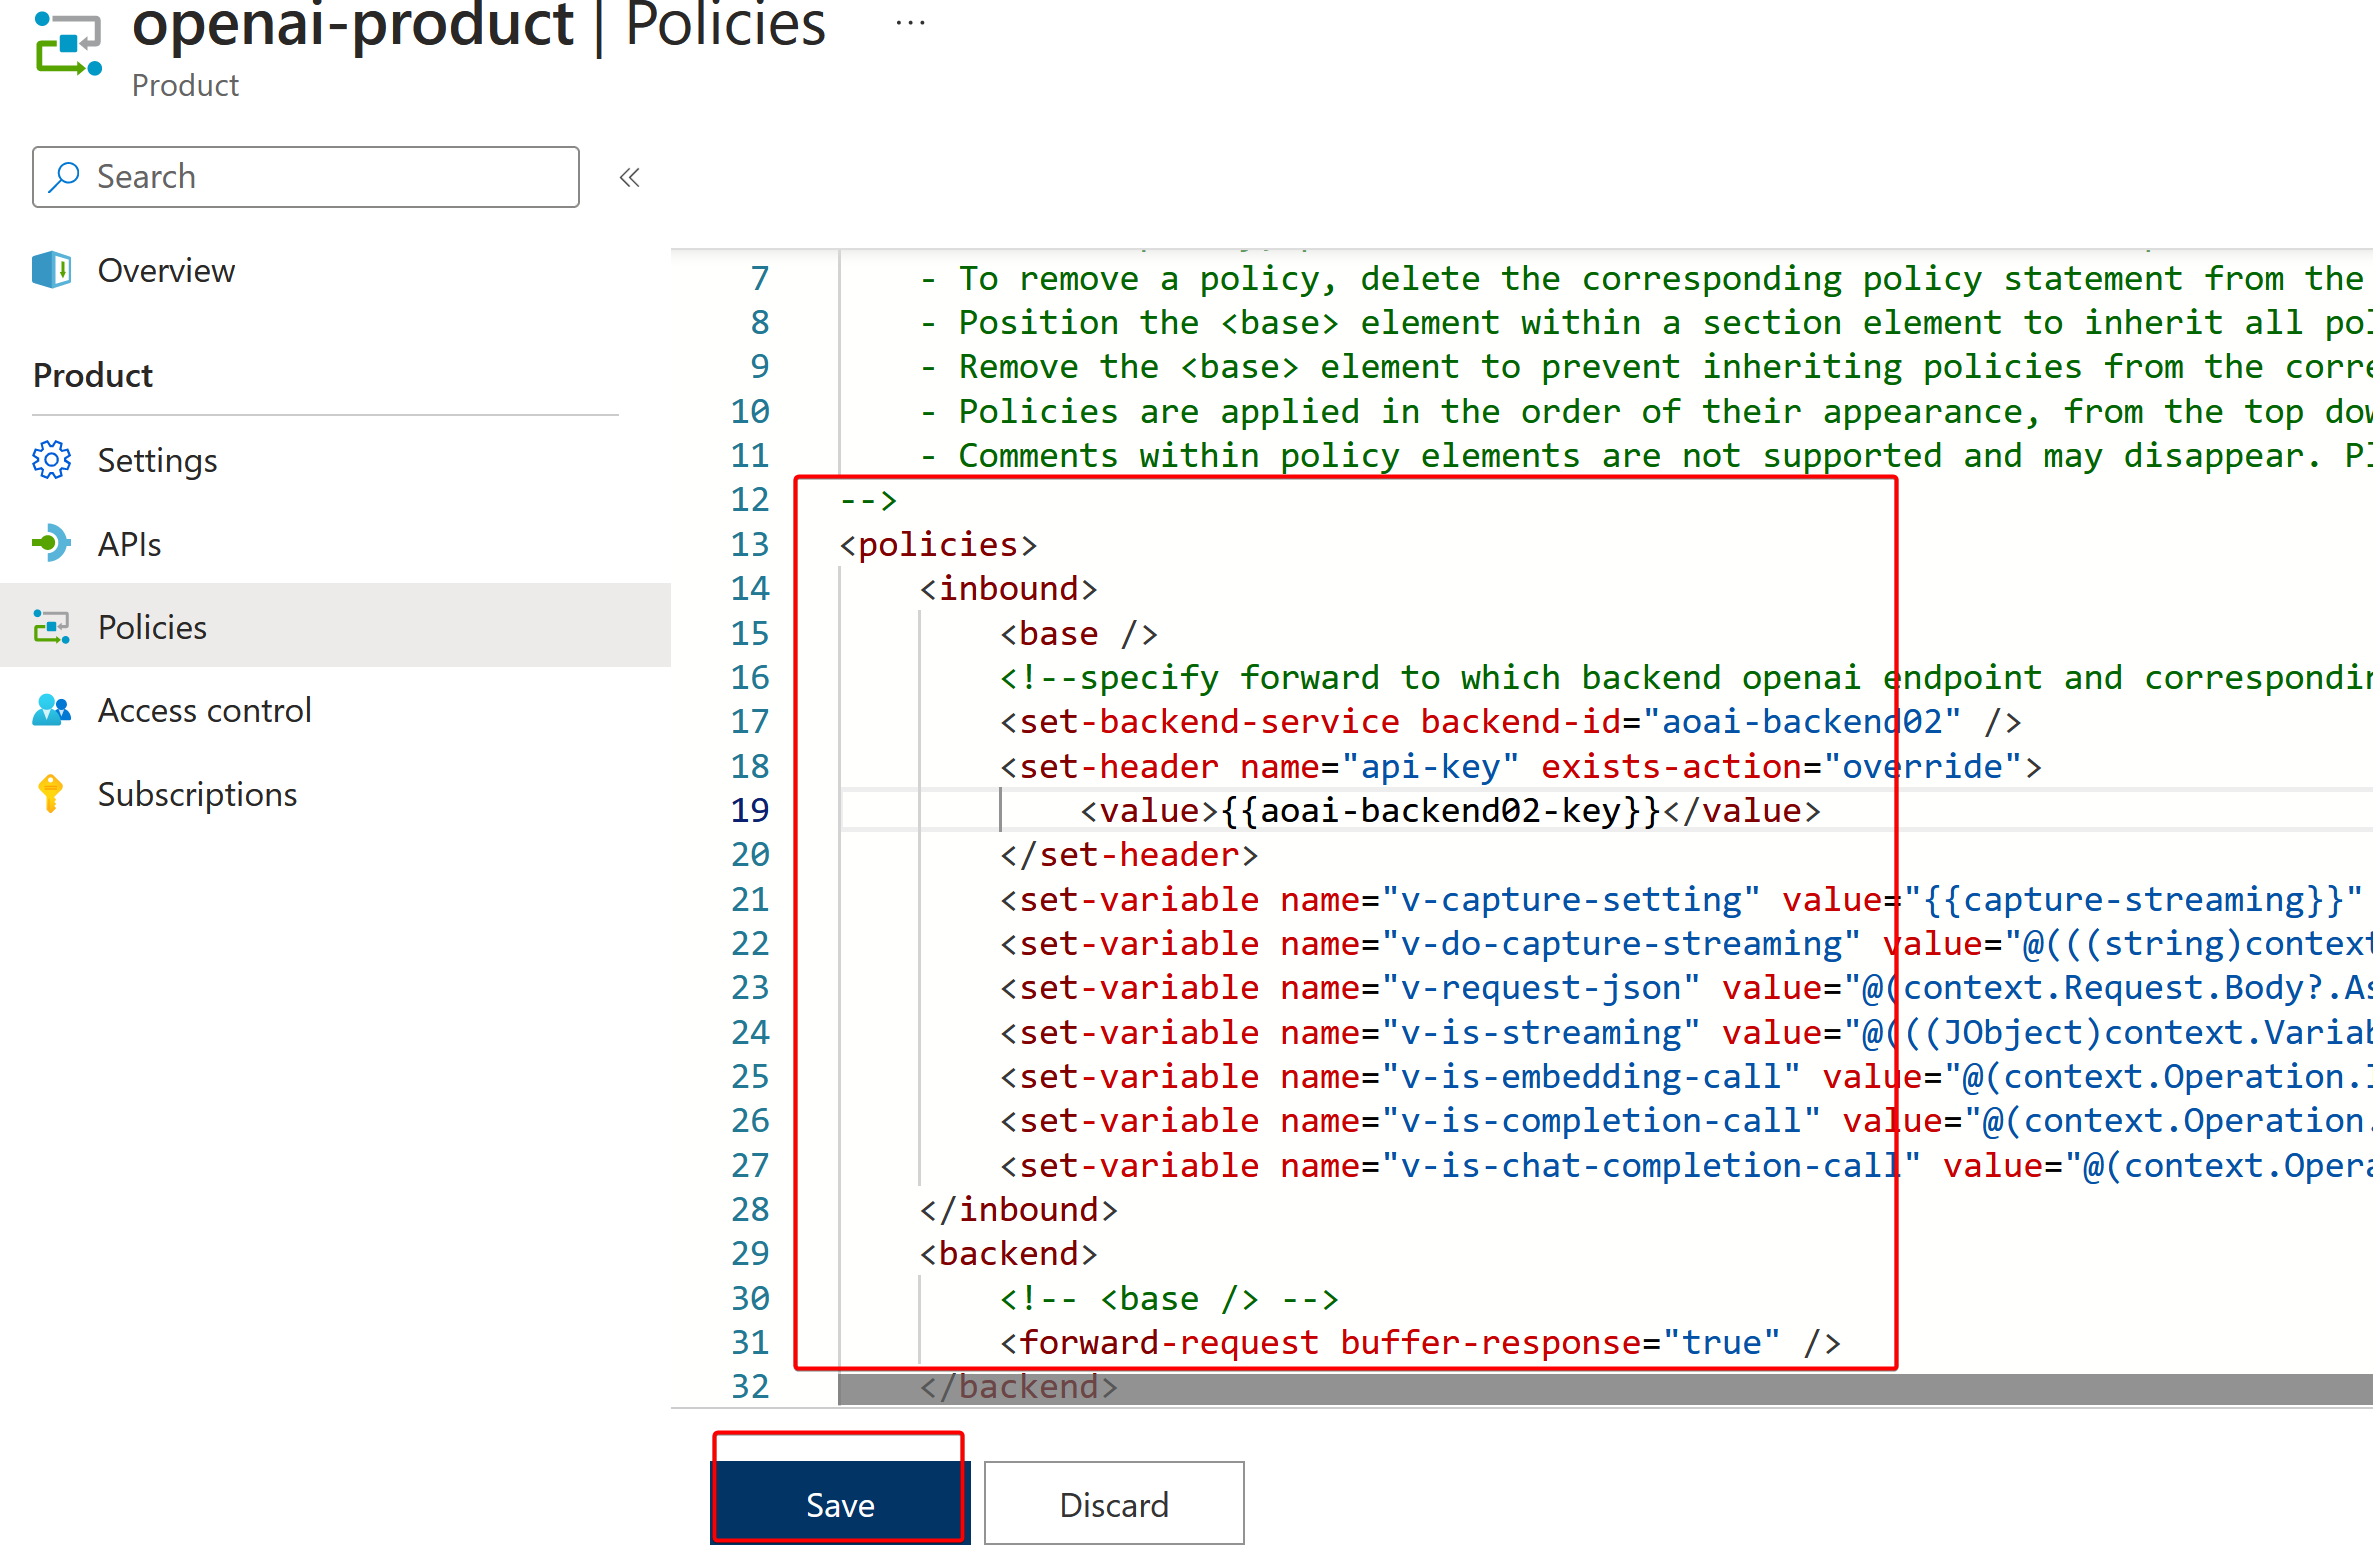 openai-product | Policies ...
Product
Search
«
Overview
Product
Settings
APIs
Policies
Access control
Subscriptions
7 - To remove a policy, delete the corresponding policy statement from the
8 - Position the <base> element within a section element to inherit all pol
9 - Remove the <base> element to prevent inheriting policies from the corre
10 - Policies are applied in the order of their appearance, from the top dow
11 - Comments within policy elements are not supported and may disappear. Pl
12 -->
13 <policies>
14 <inbound>
15 <base />
16 <!--specify forward to which backend openai endpoint and correspondin
17 <set-backend-service backend-id="aoai-backend02" />
18 <set-header name="api-key" exists-action="override">
19 <value>{{aoai-backend02-key}}</value>
20 </set-header>
21 <set-variable name="v-capture-setting" value="{{capture-streaming}}"
22 <set-variable name="v-do-capture-streaming" value="@(((string)context
23 <set-variable name="v-request-json" value="@(context.Request.Body?.As
24 <set-variable name="v-is-streaming" value="@(((JObject)context.Variab
25 <set-variable name="v-is-embedding-call" value="@(context.Operation.I
26 <set-variable name="v-is-completion-call" value="@(context.Operation.
27 <set-variable name="v-is-chat-completion-call" value="@(context.Opera
28 </inbound>
29 <backend>
30 <!-- <base /> -->
31 <forward-request buffer-response="true" />
32 </backend>
Save
Discard